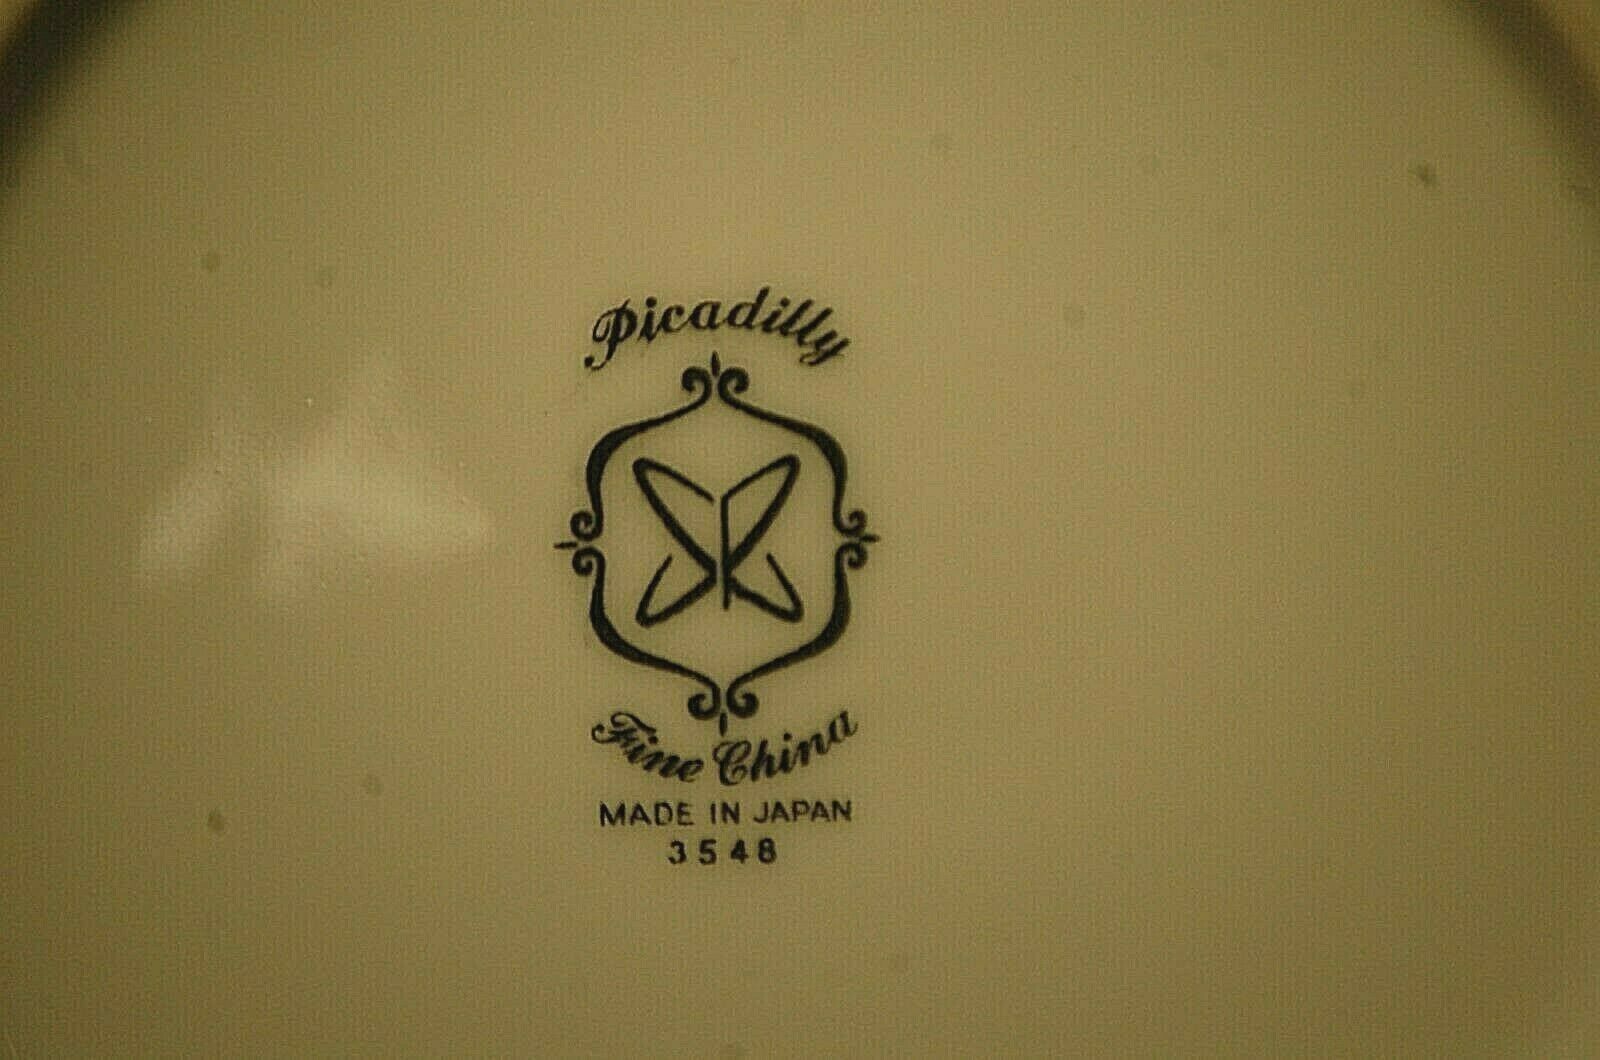 Picadilly
Fine China
MADE IN JAPAN
3548